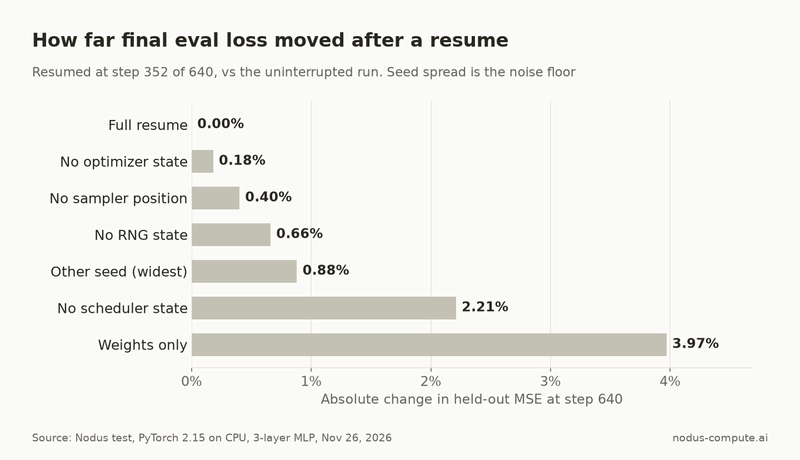 How far final eval loss moved after a resume
Resumed at step 352 of 640, vs the uninterrupted run. Seed spread is the noise floor
Full resume 0.00%
No optimizer state 0.18%
No sampler position 0.40%
No RNG state 0.66%
Other seed (widest) 0.88%
No scheduler state 2.21%
Weights only 3.97%
0% 1% 2% 3% 4%
Absolute change in held-out MSE at step 640
Source: Nodus test, PyTorch 2.15 on CPU, 3-layer MLP, Nov 26, 2026
nodus-compute.ai